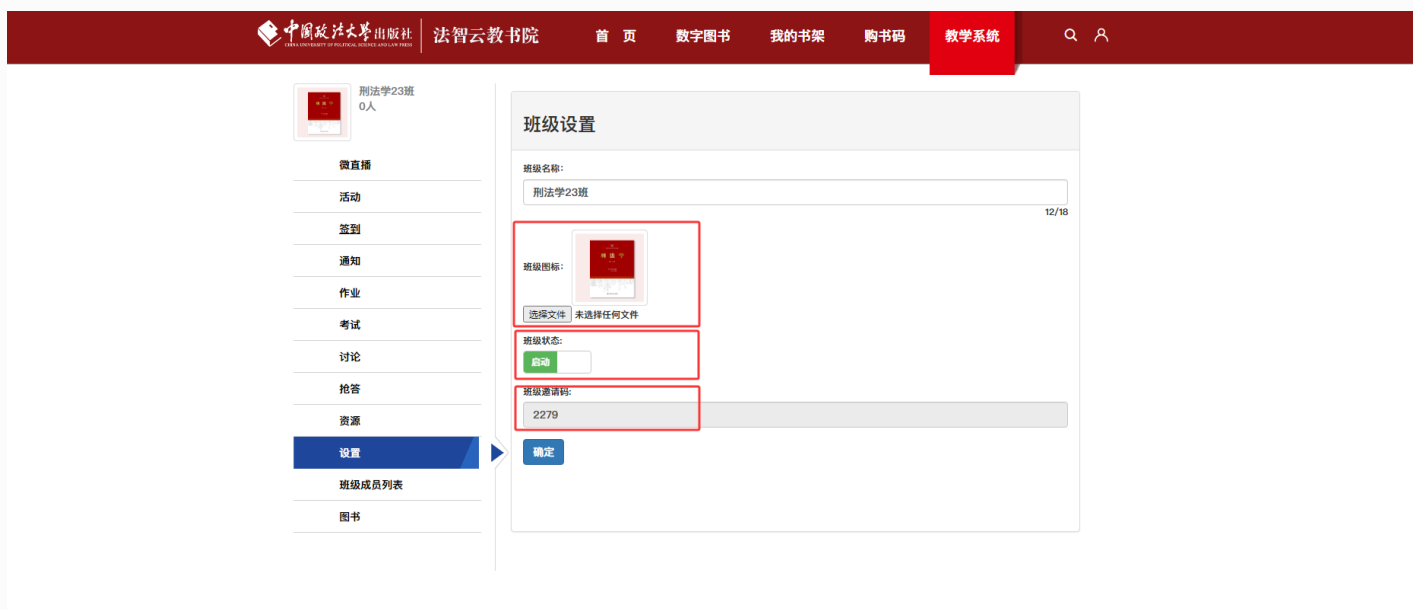 中国政法大学出版社 法智云教书院 首 页 数字图书 我的书架 购书码 教学系统
CHINA UNIVERSITY OF POLITICAL SCIENCE AND LAW PRESS
刑法学23班
0人
微直播
活动
签到
通知
作业
考试
讨论
抢答
资源
设置
班级成员列表
图书
班级设置
班级名称:
刑法学23班
12/18
班级图标:
刑法学
选择文件 未选择任何文件
班级状态:
启动
班级邀请码:
2279
确定